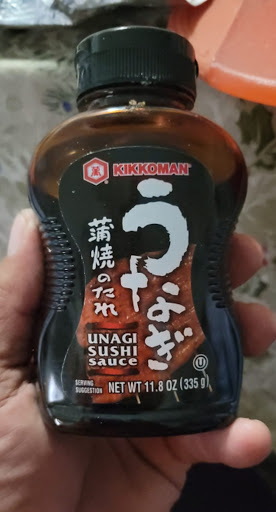 KIKKOMAN®
うなぎ
蒲焼のたれ
UNAGI
SUSHI
sauce
SERVING
SUGGESTION
NET WT 11.8 OZ (335 g)
U